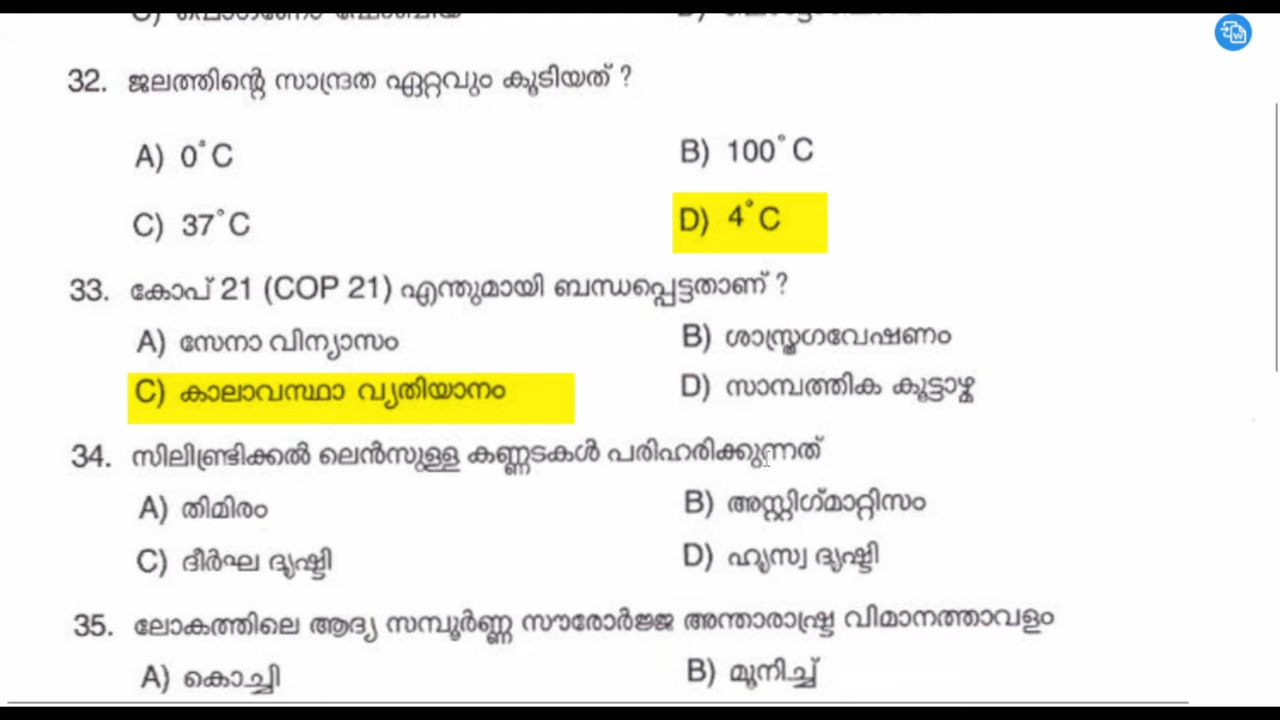 32. ജലത്തിന്റെ സാന്ദ്രത ഏറ്റവും കൂടിയത് ?
A) 0°C B) 100°C
C) 37°C D) 4°C
33. കോപ് 21 (COP 21) എന്തുമായി ബന്ധപ്പെട്ടതാണ് ?
A) സേനാ വിന്യാസം B) ശാസ്ത്രഗവേഷണം
C) കാലാവസ്ഥാ വ്യതിയാനം D) സാമ്പത്തിക കൂട്ടായ്മ
34. സിലിണ്ട്രിക്കൽ ലെൻസുള്ള കണ്ണടകൾ പരിഹരിക്കുന്നത്
A) തിമിരം B) അസ്റ്റിഗ്മാറ്റിസം
C) ദീർഘ ദൃഷ്ടി D) ഹ്യസ്വ ദൃഷ്ടി
35. ലോകത്തിലെ ആദ്യ സമ്പൂർണ്ണ സൗരോർജ്ജ അന്താരാഷ്ട്ര വിമാനത്താവളം
A) കൊച്ചി B) മൂനിച്ച്